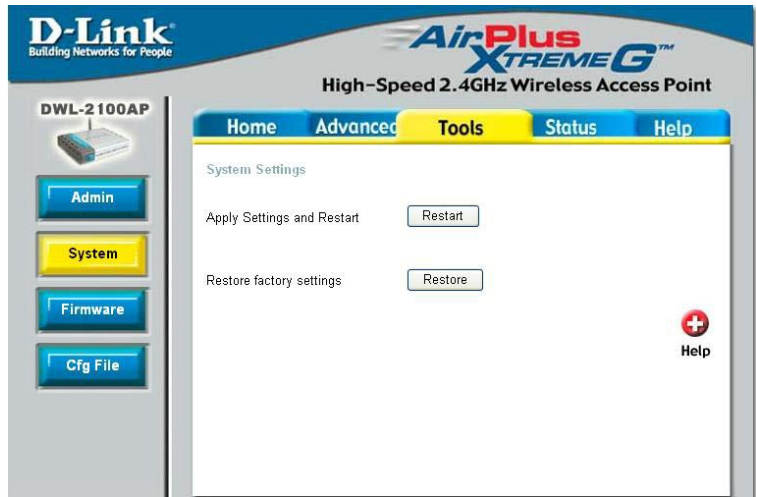 D-Link®
Building Networks for People
AirPlus
XTREME G™
High-Speed 2.4GHz Wireless Access Point
DWL-2100AP
Home Advanced Tools Status Help
Admin
System
Firmware
Cfg File
System Settings
Apply Settings and Restart Restart
Restore factory settings Restore
Help